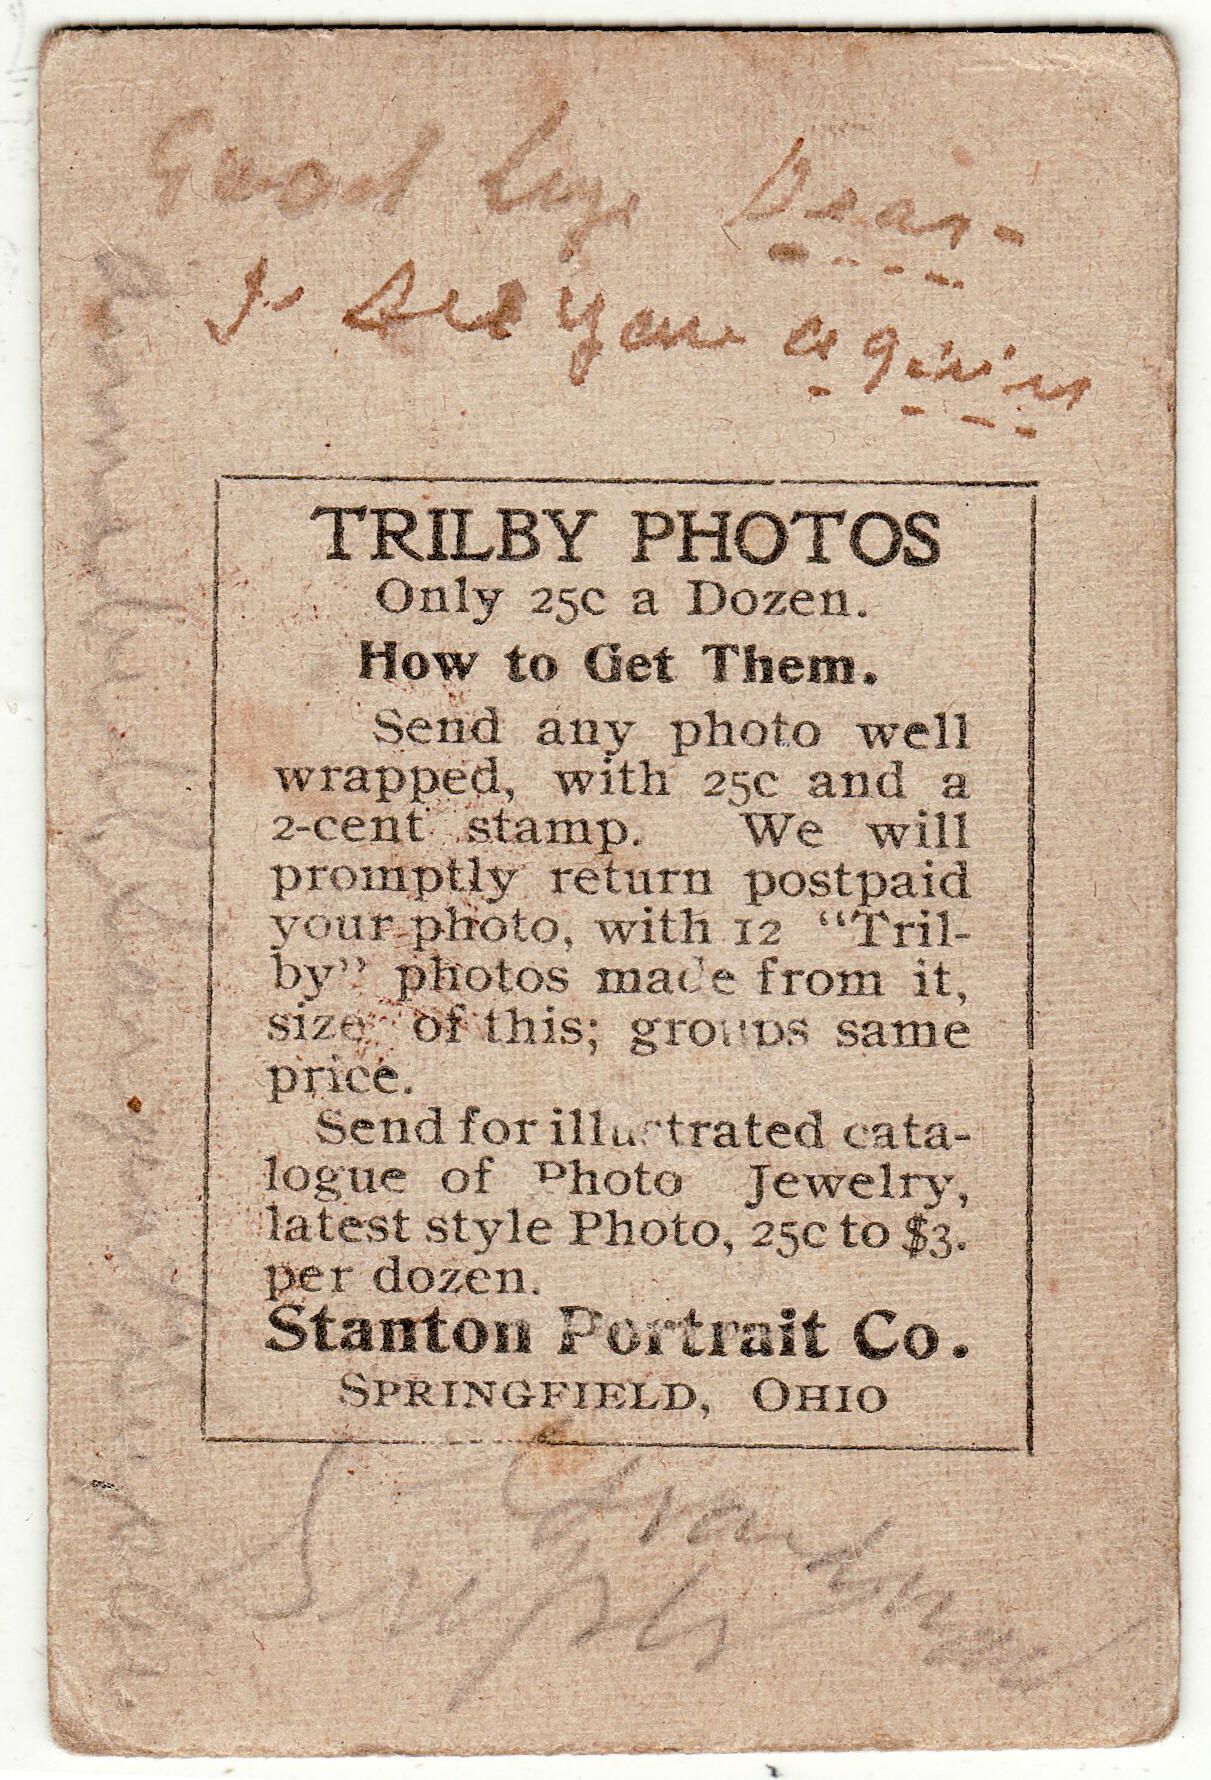 Good bye Dear-
I. See you a gin'n
TRILBY PHOTOS
Only 25c a Dozen.
How to Get Them.
Send any photo well
wrapped, with 25c and a
2-cent stamp. We will
promptly return postpaid
your photo, with 12 “Tril-
by” photos made from it,
size of this; groups same
price.
Send for illustrated cata-
logue of Photo Jewelry,
latest style Photo, 25c to $3.
per dozen.
Stanton Portrait Co.
SPRINGFIELD, OHIO